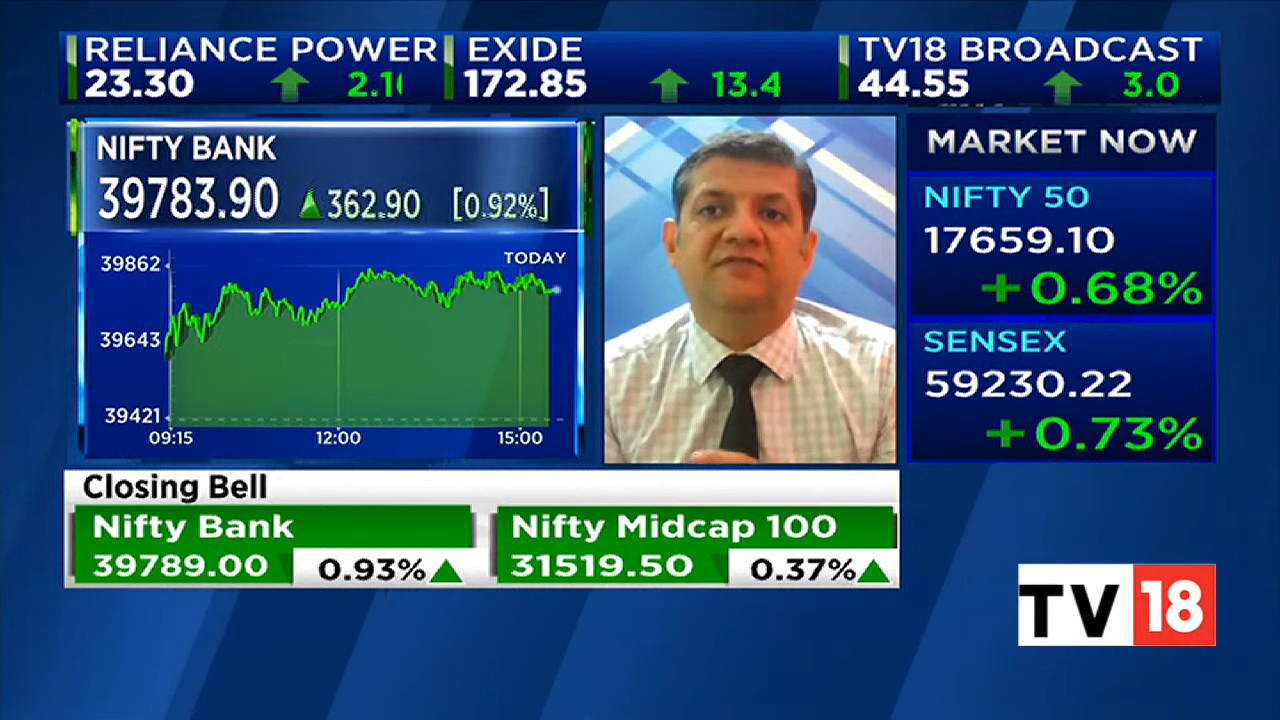 RELIANCE POWER EXIDE TV18 BROADCAST
23.30 172.85 13.4 44.55 3.0
NIFTY BANK
39783.90 362.90 [0.92%]
TODAY
39862
39643
39421
09:15 12:00 15:00
MARKET NOW
NIFTY 50
17659.10
+0.68%
SENSEX
59230.22
+0.73%
Closing Bell
Nifty Bank
39789.00 0.93%
Nifty Midcap 100
31519.50 0.37%
TV18